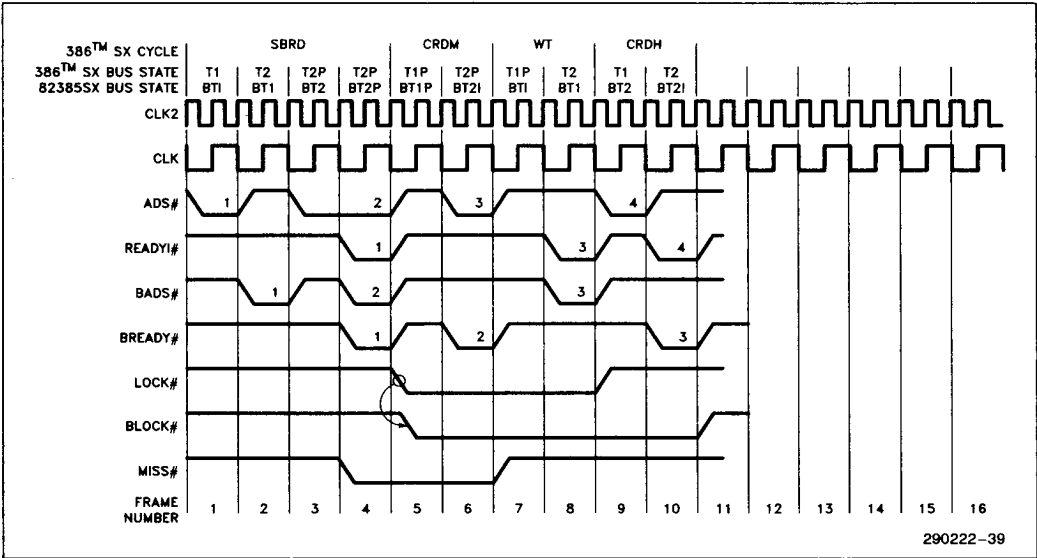 386™ SX CYCLE SBRD CRDM WT CRDH
386™ SX BUS STATE T1 T2 T2P T2P T1P T2P T1P T2 T1 T2
82385SX BUS STATE BTI BT1 BT2 BT2P BT1P BT2I BTI BT1 BT2 BT2I
CLK2
CLK
ADS# 1 2 3 4
READYI# 1 3 4
BADS# 1 2 3
BREADY# 1 2 3
LOCK#
BLOCK#
MISS#
FRAME NUMBER 1 2 3 4 5 6 7 8 9 10 11 12 13 14 15 16
290222-39